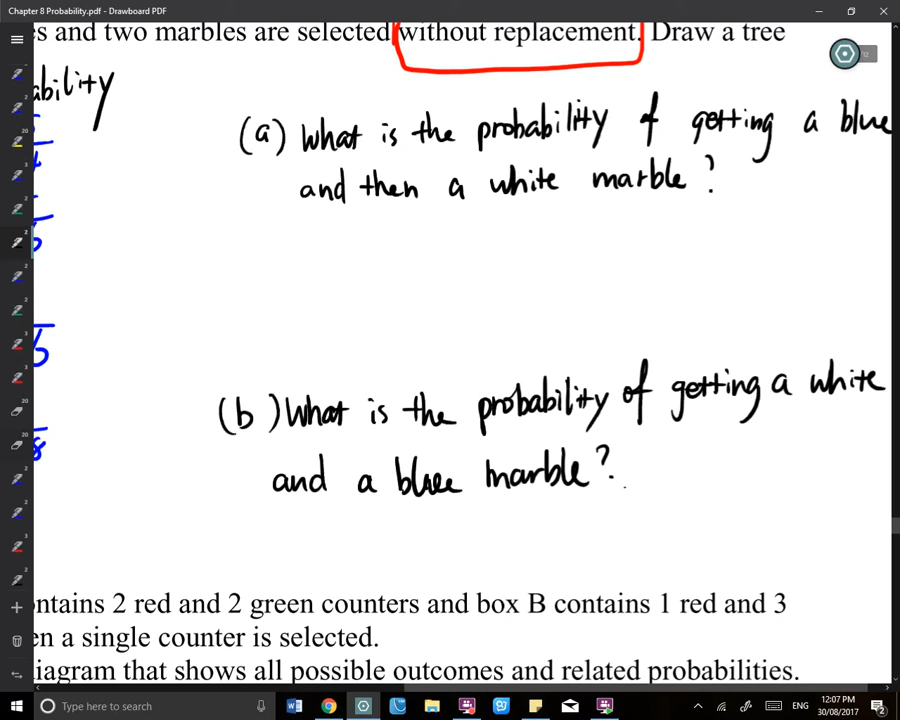 Chapter 8 Probability.pdf - Drawboard PDF
es and two marbles are selected without replacement. Draw a tree
ability
(a) What is the probability of getting a blue
and then a white marble?
(b) What is the probability of getting a white
and a blue marble?
ontains 2 red and 2 green counters and box B contains 1 red and 3
en a single counter is selected.
diagram that shows all possible outcomes and related probabilities.
Type here to search
ENG
12:07 PM
30/08/2017